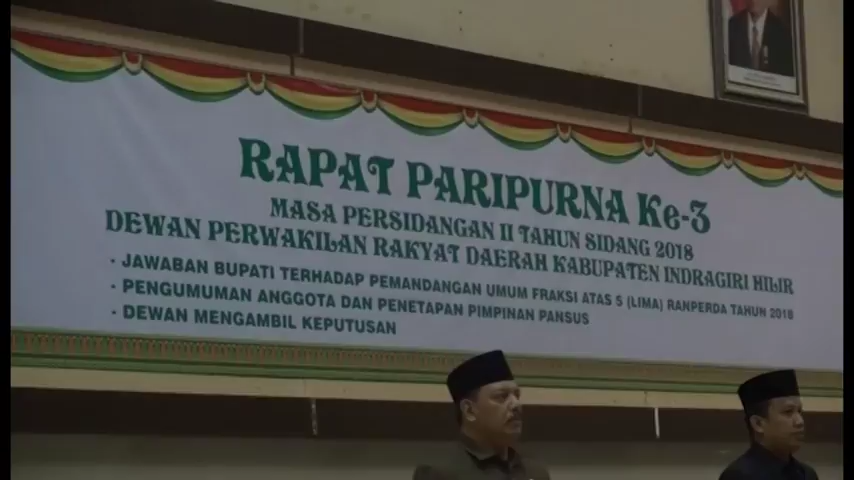 RAPAT PARIPURNA Ke-3
MASA PERSIDANGAN II TAHUN SIDANG 2018
DEWAN PERWAKILAN RAKYAT DAERAH KABUPATEN INDRAGIRI HILIR
- JAWABAN BUPATI TERHADAP PEMANDANGAN UMUM FRAKSI ATAS 5 (LIMA) RANPERDA TAHUN 2018
- PENGUMUMAN ANGGOTA DAN PENETAPAN PIMPINAN PANSUS
- DEWAN MENGAMBIL KEPUTUSAN